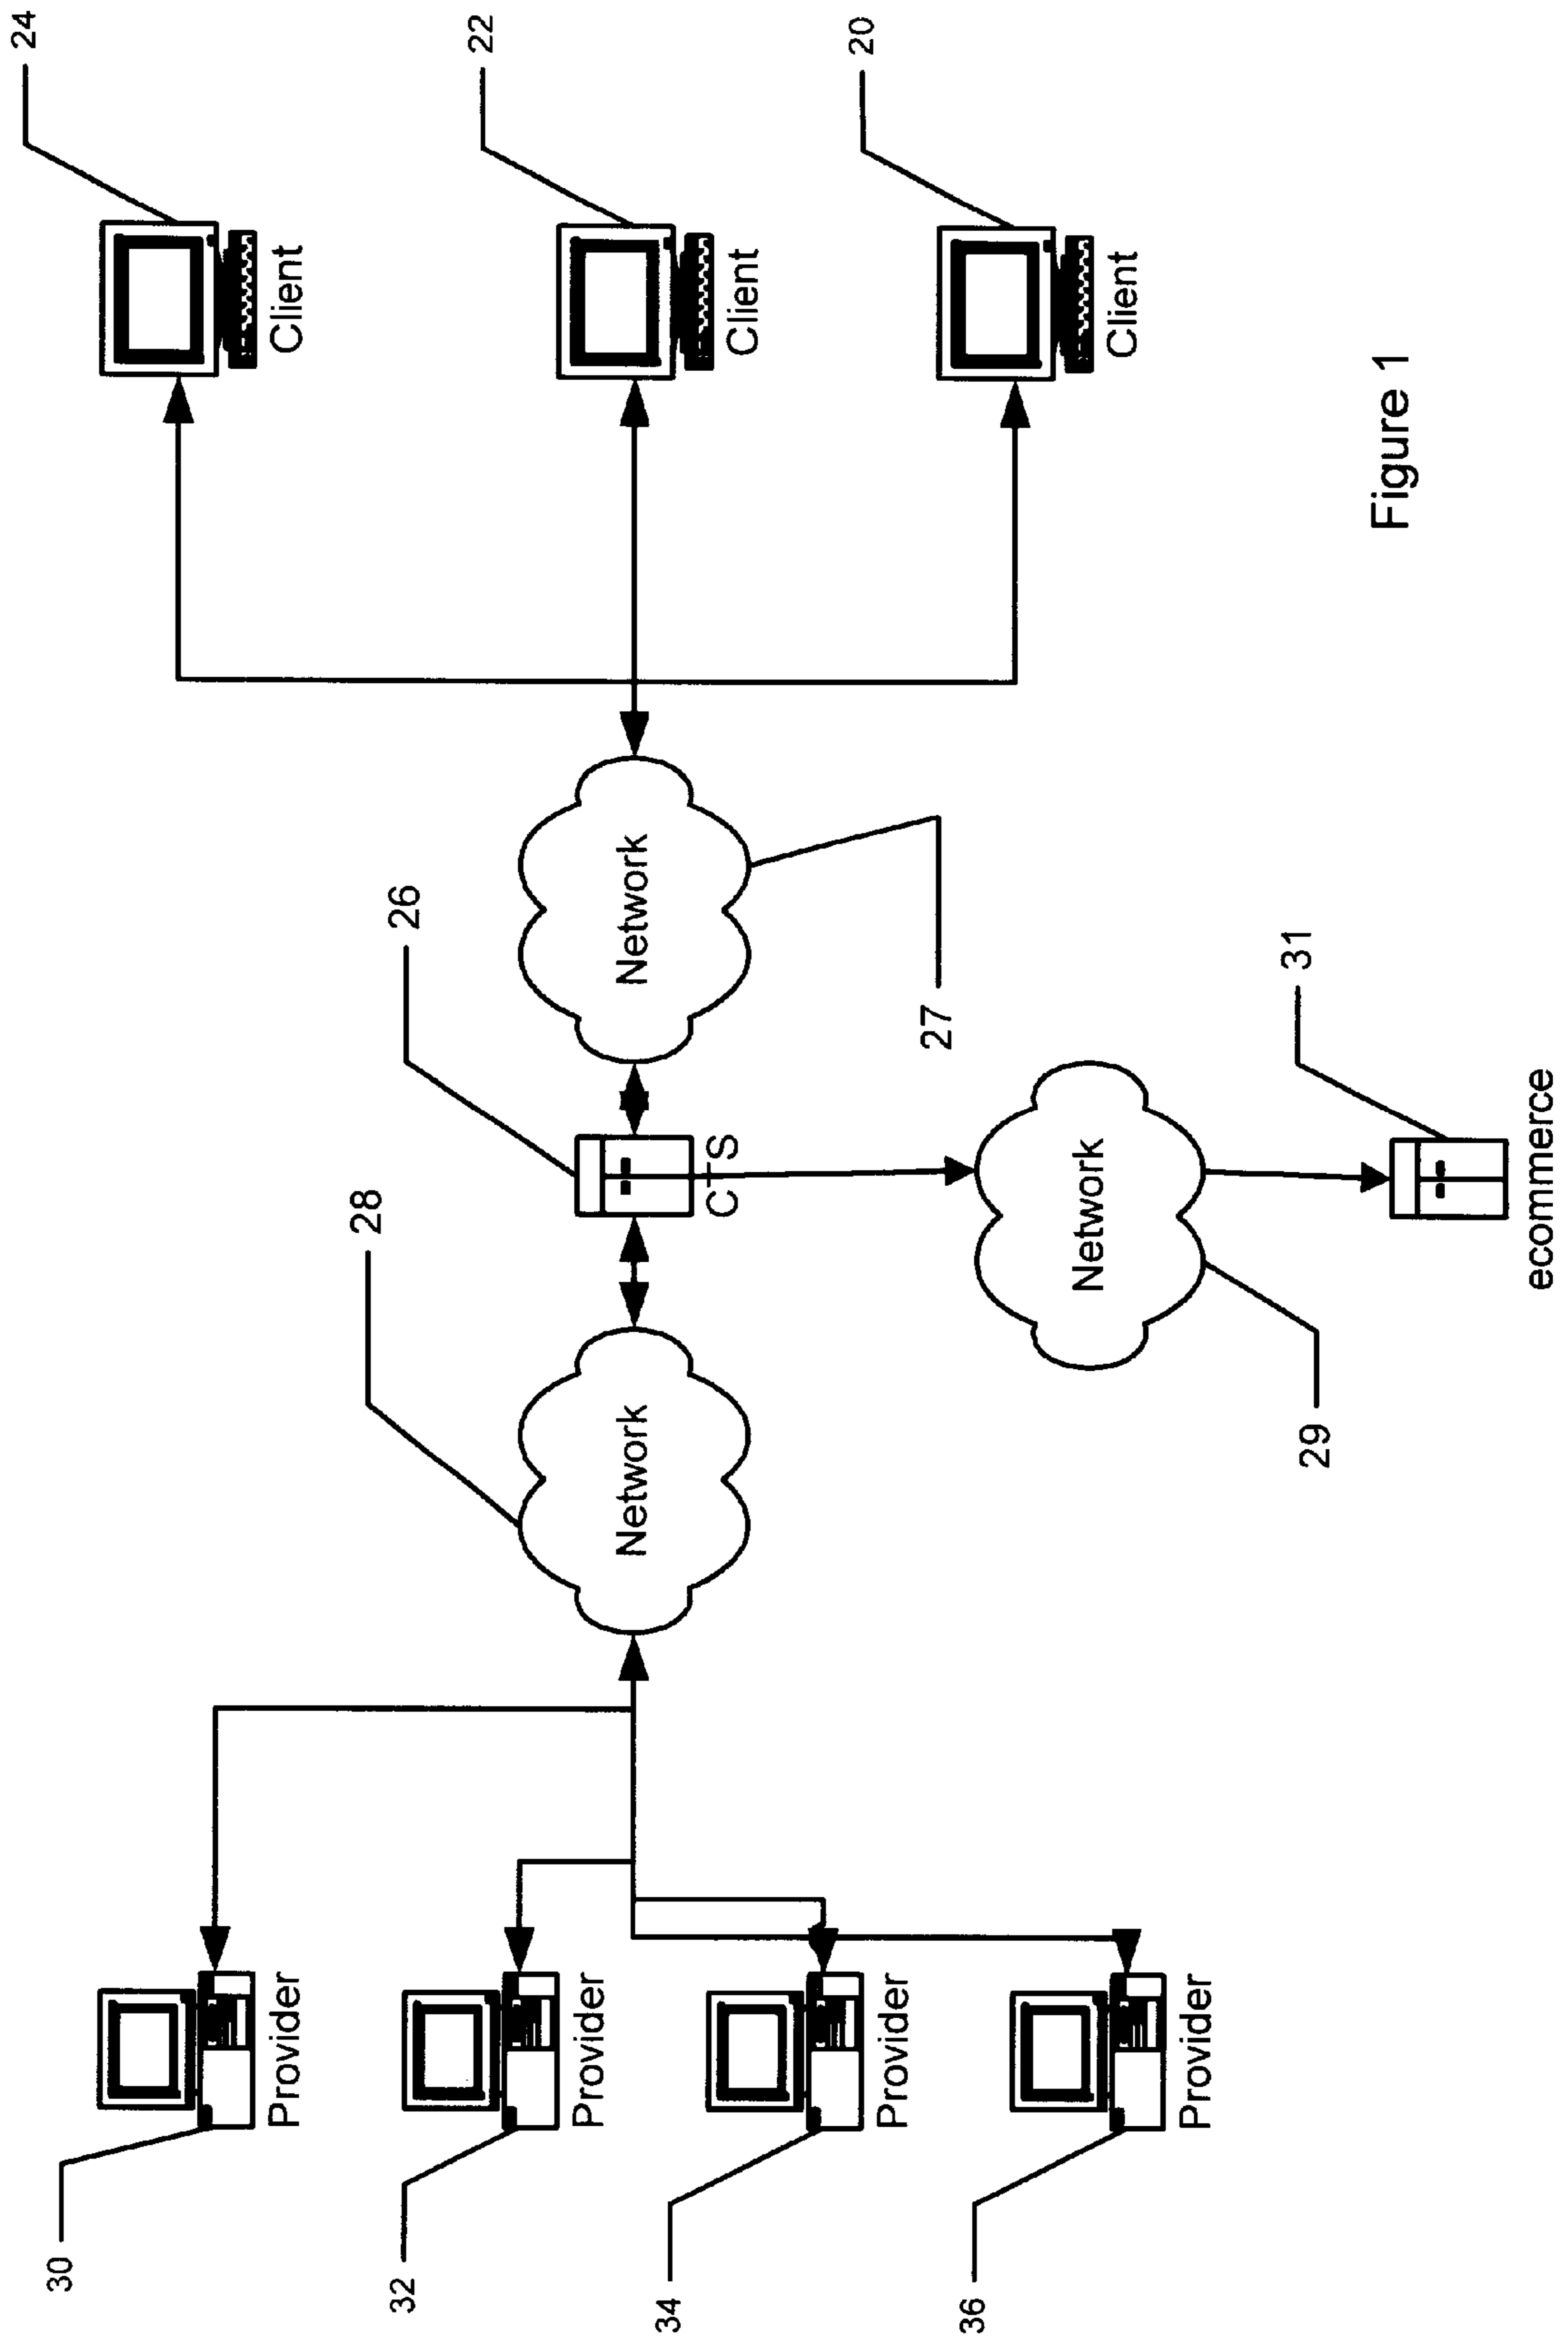 30
Provider
32
Provider
34
Provider
36
Provider
28
Network
26
CTS
Network
27
Network
29
31
ecommerce
24
Client
22
Client
20
Client
Figure 1